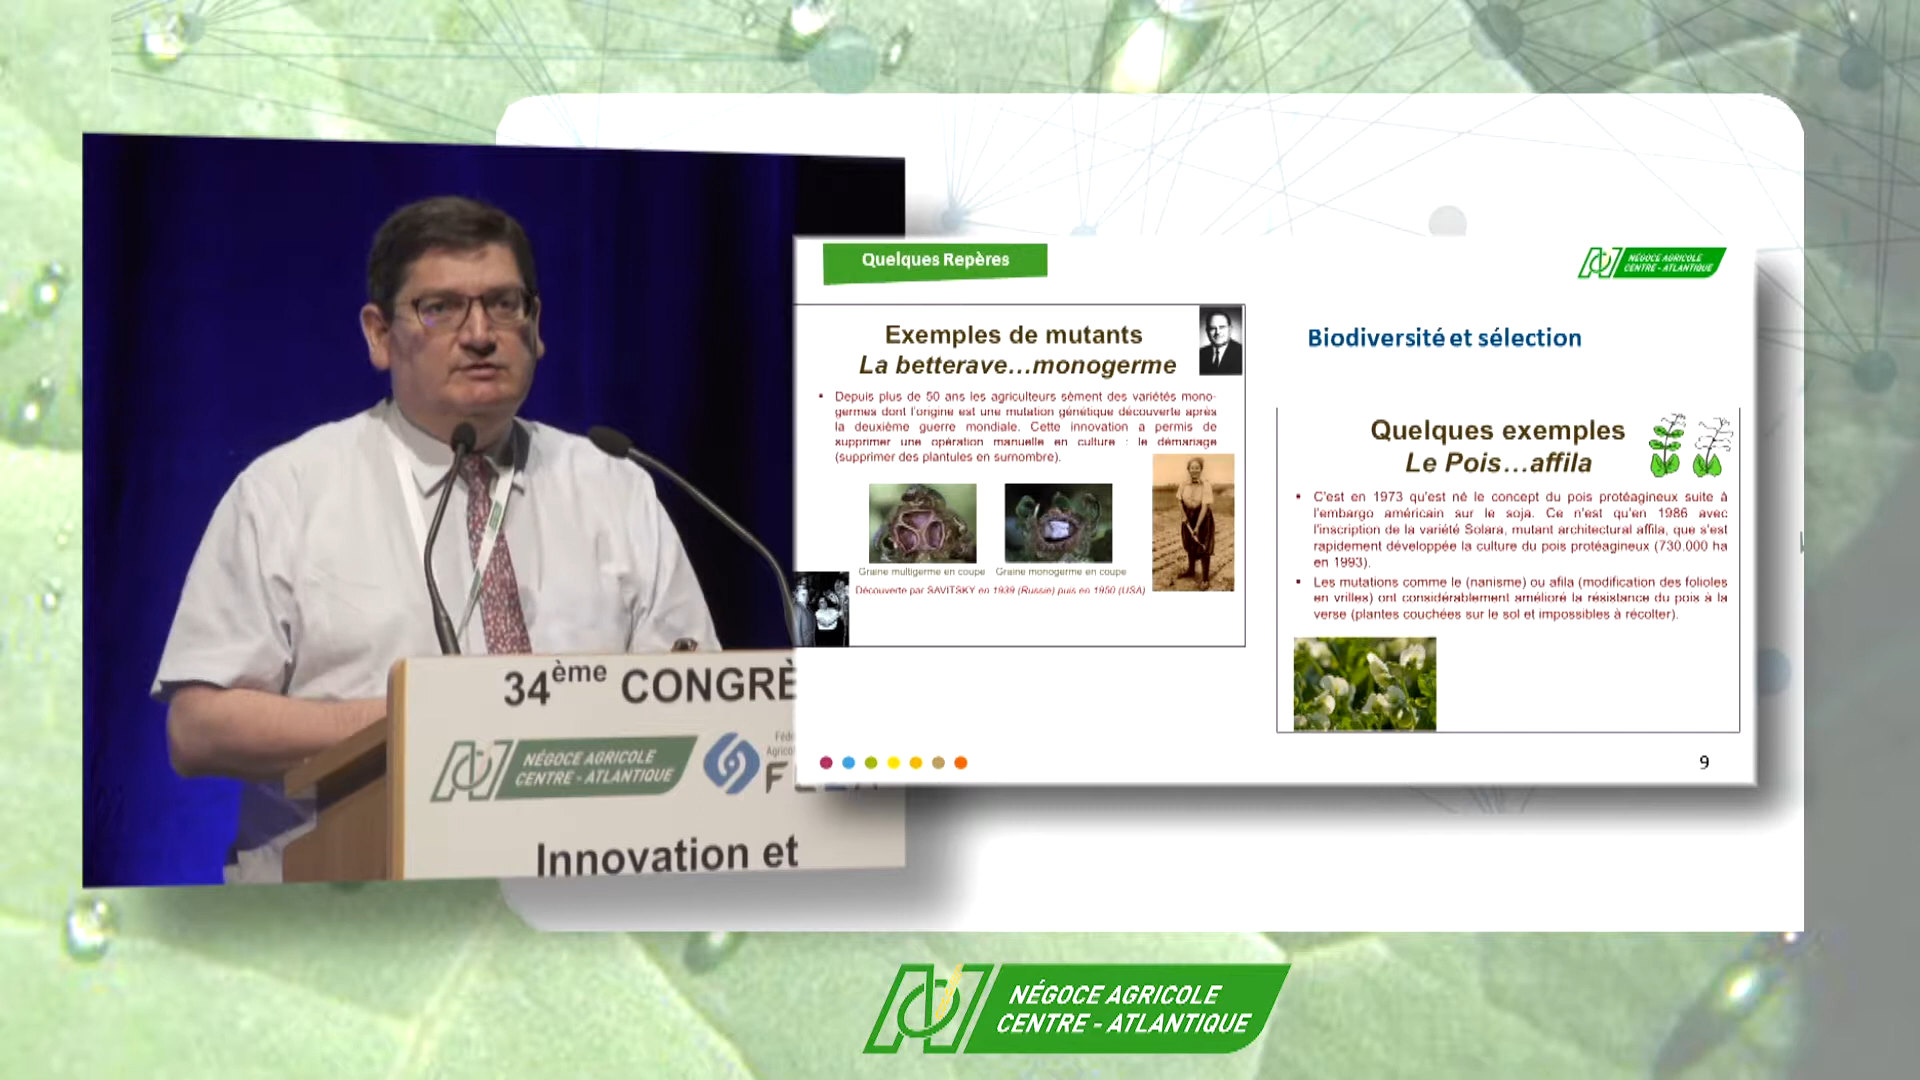 34ème CONGRÈ
NÉGOCE AGRICOLE
CENTRE - ATLANTIQUE
Innovation et
Quelques Repères
NÉGOCE AGRICOLE
CENTRE - ATLANTIQUE
Exemples de mutants
La betterave...monogerme
▪ Depuis plus de 50 ans les agriculteurs sèment des variétés mono-
germes dont l'origine est une mutation génétique découverte après
la deuxième guerre mondiale. Cette innovation a permis de
supprimer une opération manuelle en culture : le démariage
(supprimer des plantules en surnombre).
Graine multigerme en coupe
Graine monogerme en coupe
Découverte par SAVITSKY en 1939 (Russie) puis en 1950 (USA)
Biodiversité et sélection
Quelques exemples
Le Pois...affila
▪ C'est en 1973 qu'est né le concept du pois protéagineux suite à
l'embargo américain sur le soja. Ce n'est qu'en 1986 avec
l'inscription de la variété Solara, mutant architectural affila, que s'est
rapidement développée la culture du pois protéagineux (730.000 ha
en 1993).
▪ Les mutations comme le (nanisme) ou afila (modification des folioles
en vrilles) ont considérablement amélioré la résistance du pois à la
verse (plantes couchées sur le sol et impossibles à récolter).
9
NÉGOCE AGRICOLE
CENTRE - ATLANTIQUE